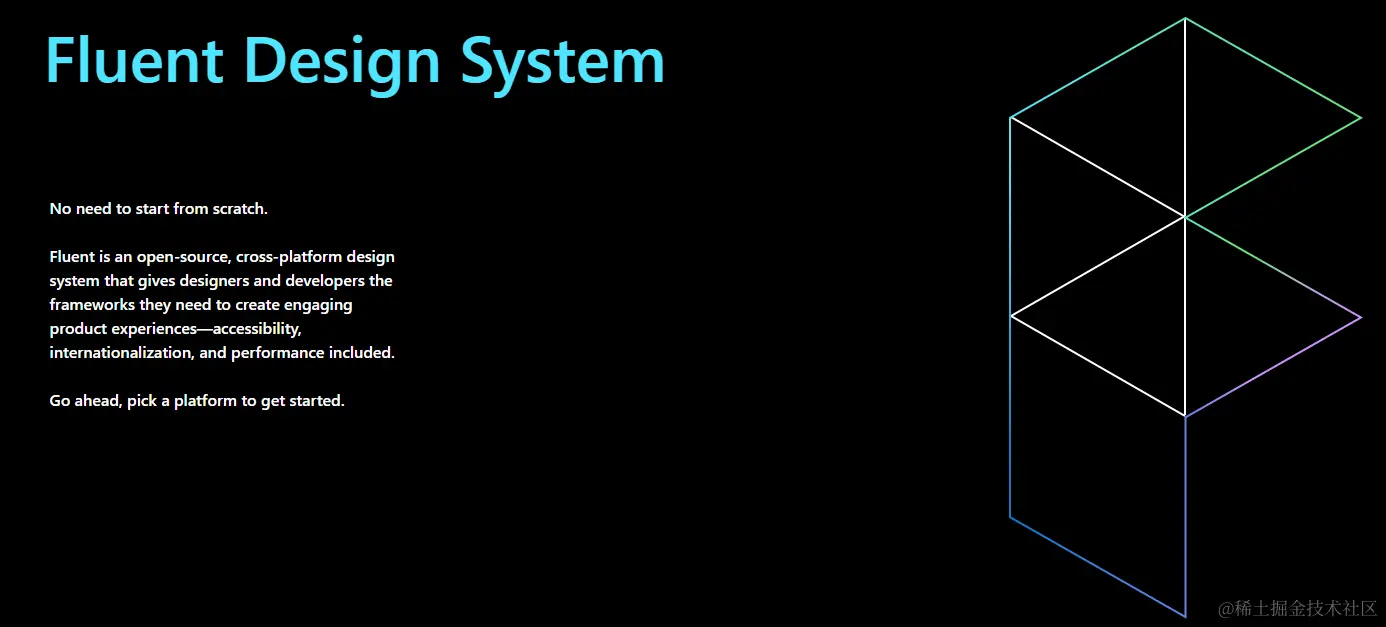 Fluent Design System
No need to start from scratch.
Fluent is an open-source, cross-platform design
system that gives designers and developers the
frameworks they need to create engaging
product experiences—accessibility,
internationalization, and performance included.
Go ahead, pick a platform to get started.
@稀土掘金技术社区